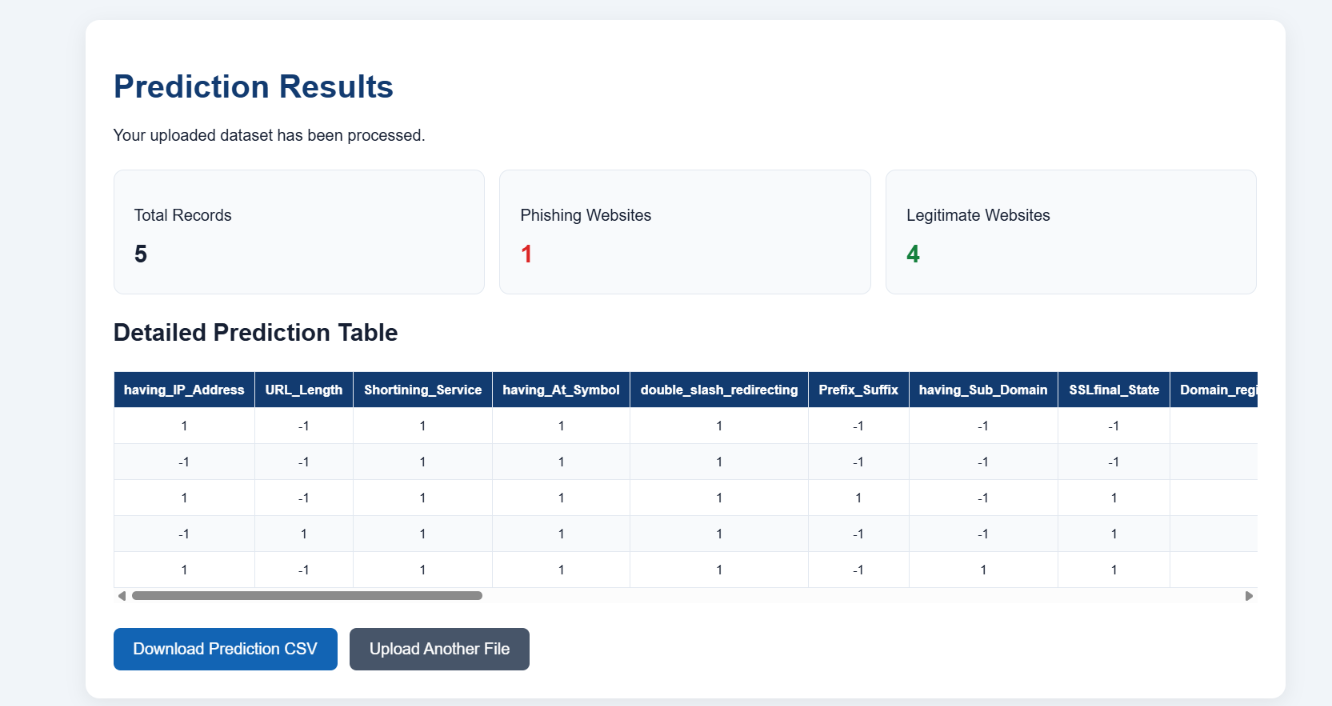 Prediction Results
Your uploaded dataset has been processed.
Total Records
5
Phishing Websites
1
Legitimate Websites
4
Detailed Prediction Table
having_IP_Address URL_Length Shortining_Service having_At_Symbol double_slash_redirecting Prefix_Suffix having_Sub_Domain SSLfinal_State Domain_regi
1 -1 1 1 1 -1 -1 -1
-1 -1 1 1 1 -1 -1 -1
1 -1 1 1 1 1 -1 1
-1 1 1 1 1 -1 -1 1
1 -1 1 1 1 -1 1 1
Download Prediction CSV Upload Another File